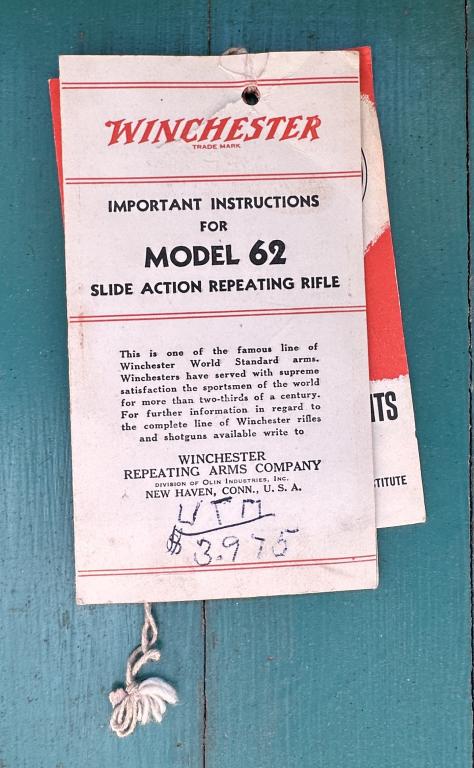 WINCHESTER
TRADE MARK
IMPORTANT INSTRUCTIONS
FOR
MODEL 62
SLIDE ACTION REPEATING RIFLE
This is one of the famous line of
Winchester World Standard arms.
Winchesters have served with supreme
satisfaction the sportsmen of the world
for more than two-thirds of a century.
For further information in regard to
the complete line of Winchester rifles
and shotguns available write to
WINCHESTER
REPEATING ARMS COMPANY
DIVISION OF OLIN INDUSTRIES, INC.
NEW HAVEN, CONN., U. S. A.
$ 3.975